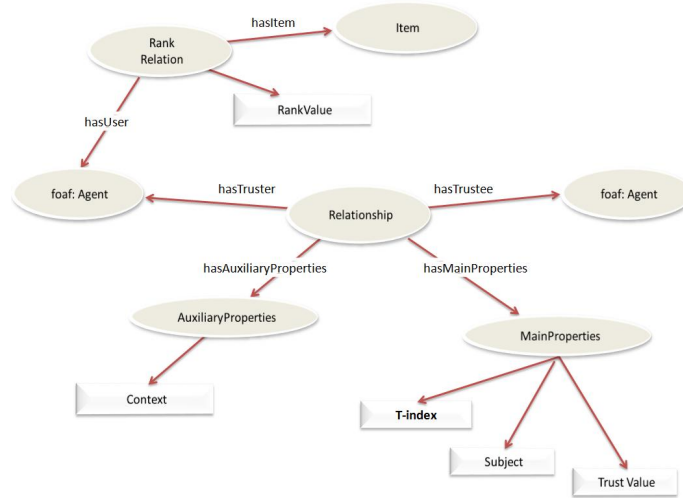 hasItem
Item
Rank
Relation
RankValue
hasUser
foaf: Agent
hasTruster
hasTrustee
foaf: Agent
Relationship
hasAuxiliaryProperties
hasMainProperties
AuxiliaryProperties
MainProperties
Context
T-index
Subject
Trust Value